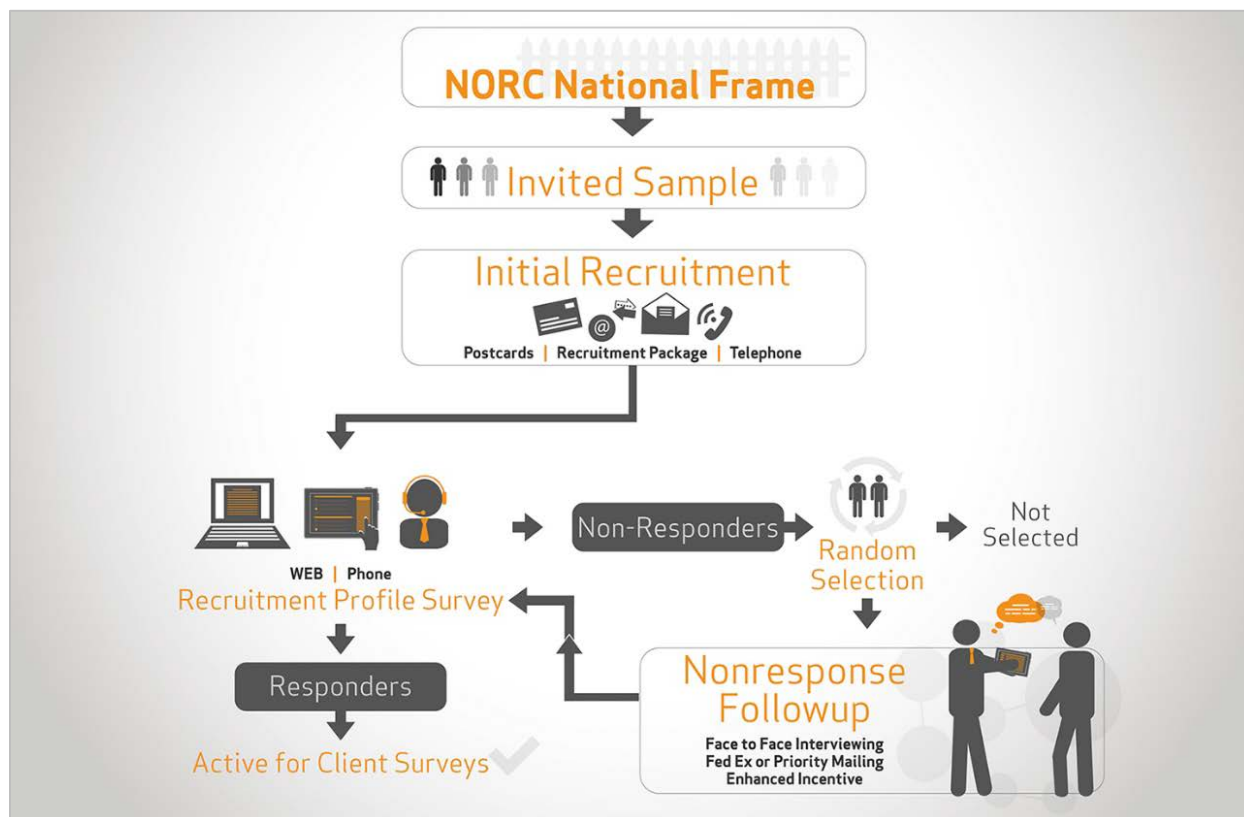 NORC National Frame
Invited Sample
Initial Recruitment
@
Postcards | Recruitment Package | Telephone
WEB | Phone
Recruitment Profile Survey
Non-Responders
Random
Selection
Not
Selected
Responders
Active for Client Surveys
Nonresponse
Followup
Face to Face Interviewing
Fed Ex or Priority Mailing
Enhanced Incentive